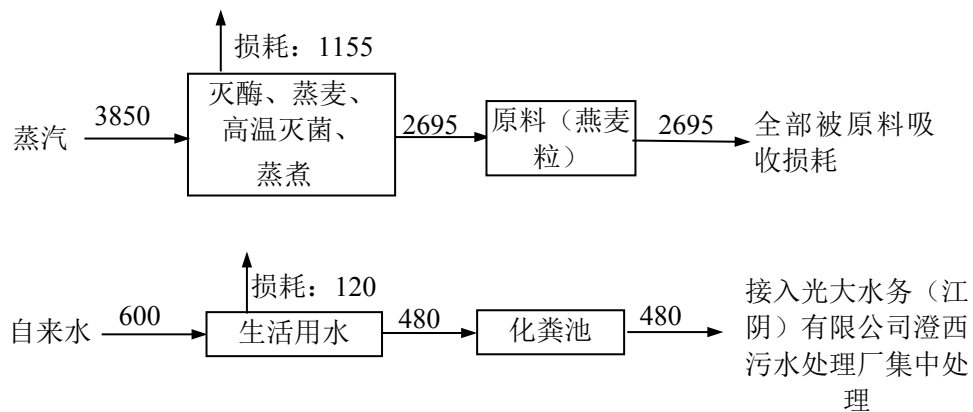 损耗：1155
灭酶、蒸麦、
高温灭菌、
蒸煮
蒸汽
3850
2695
原料（燕麦
粒）
2695
全部被原料吸
收损耗
损耗：120
自来水
600
生活用水
480
化粪池
480
接入光大水务（江
阴）有限公司澄西
污水处理厂集中处
理